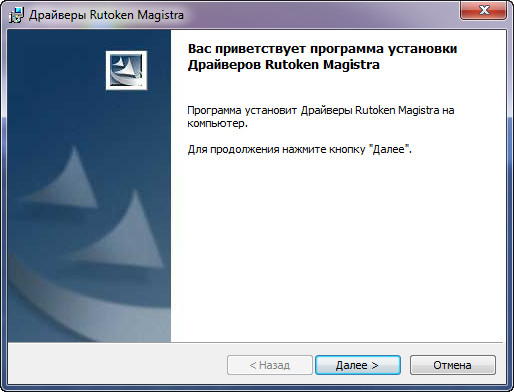 Драйверы Rutoken Magistra
Вас приветствует программа установки
Драйверов Rutoken Magistra
Программа установит Драйверы Rutoken Magistra на
компьютер.
Для продолжения нажмите кнопку "Далее".
< Назад
Далее >
Отмена